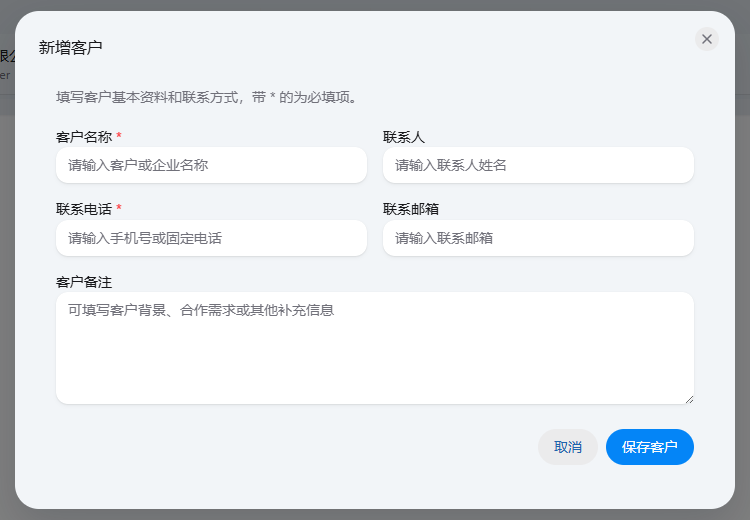 新增客户
填写客户基本资料和联系方式，带 * 的为必填项。
客户名称 * 联系人
请输入客户或企业名称 请输入联系人姓名
联系电话 * 联系邮箱
请输入手机号或固定电话 请输入联系邮箱
客户备注
可填写客户背景、合作需求或其他补充信息
取消 保存客户